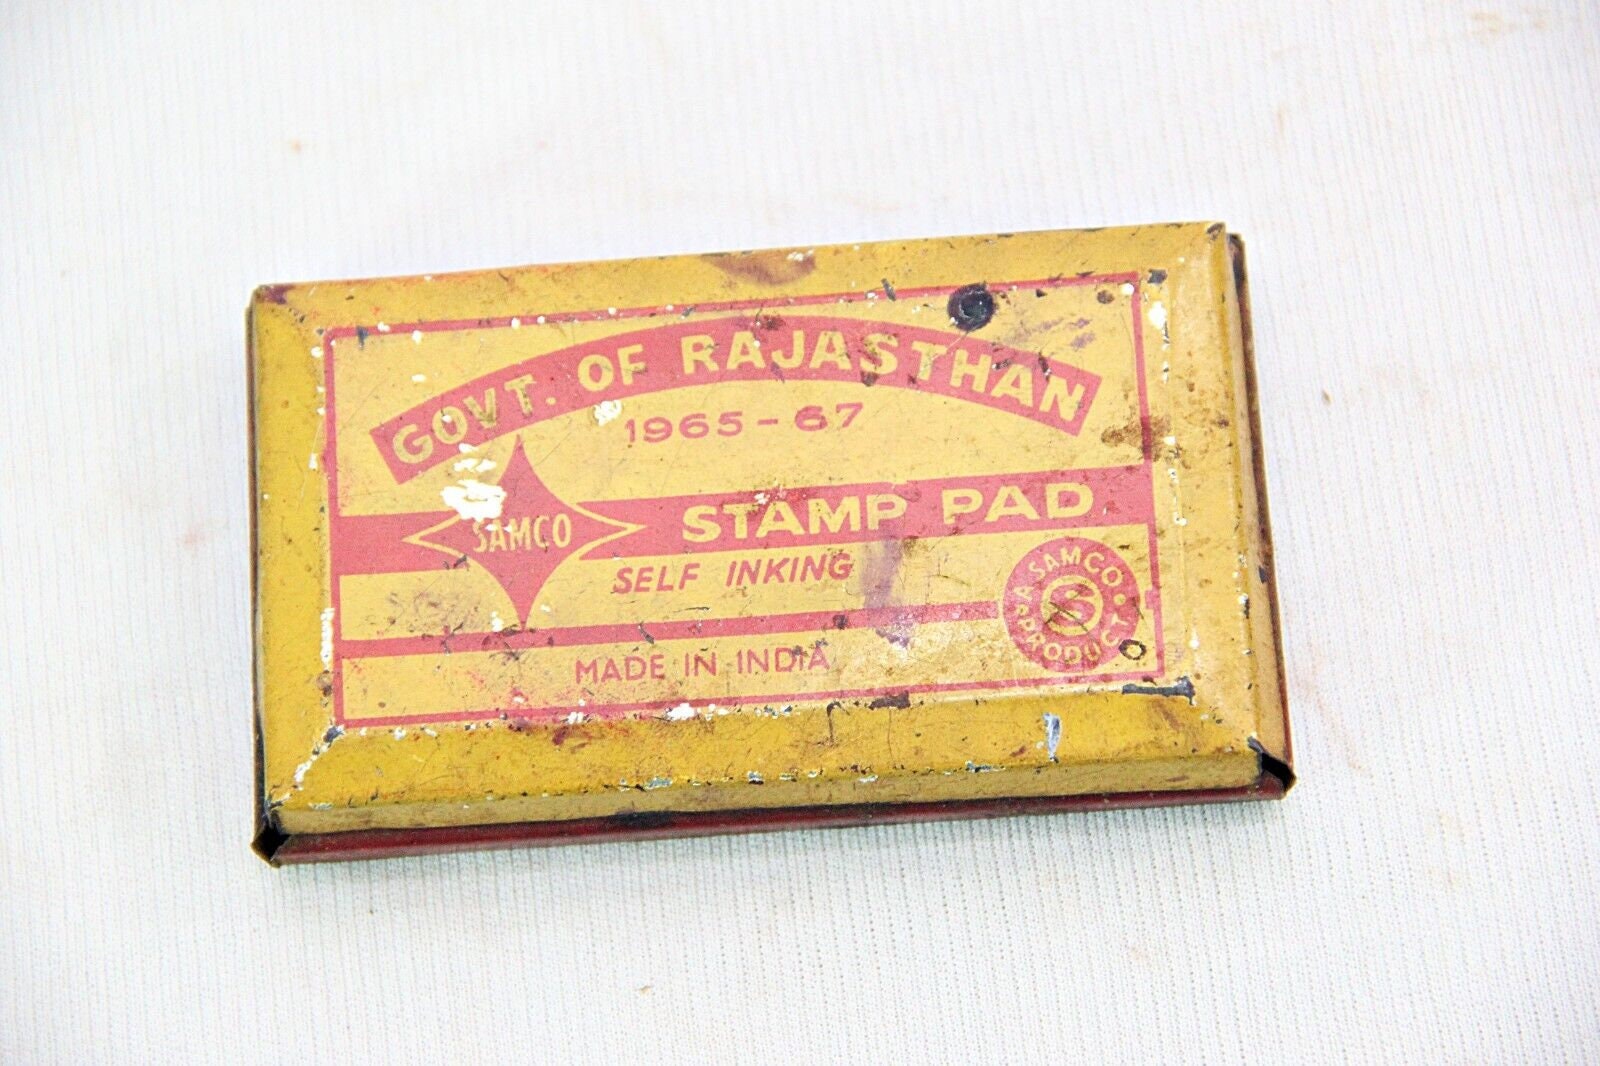 GOVT. OF RAJASTHAN
1965-67
SAMCO
STAMP PAD
SELF INKING
A SAMCO PRODUCT
S
MADE IN INDIA